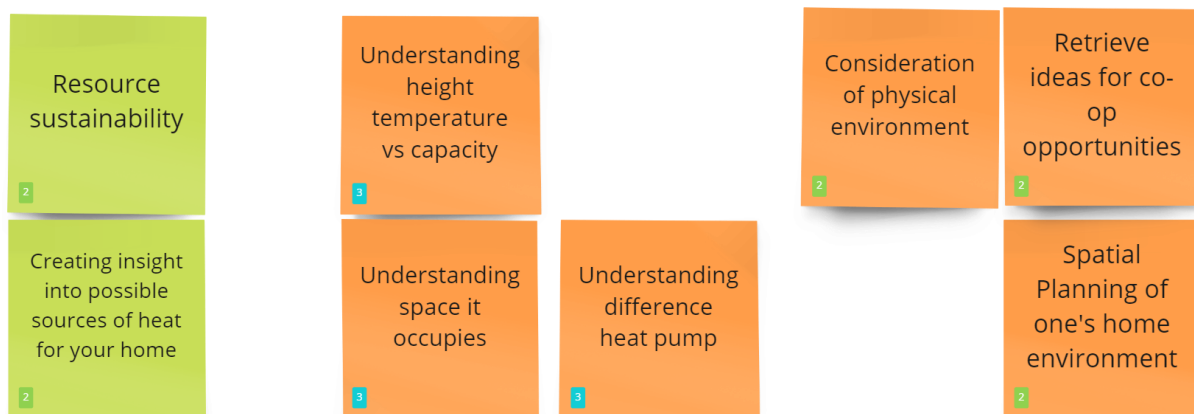 Resource
sustainability
2
Understanding
height
temperature
vs capacity
3
Consideration
of physical
environment
2
Retrieve
ideas for co-
op
opportunities
2
Creating insight
into possible
sources of heat
for your home
2
Understanding
space it
occupies
3
Understanding
difference
heat pump
3
Spatial
Planning of
one's home
environment
2